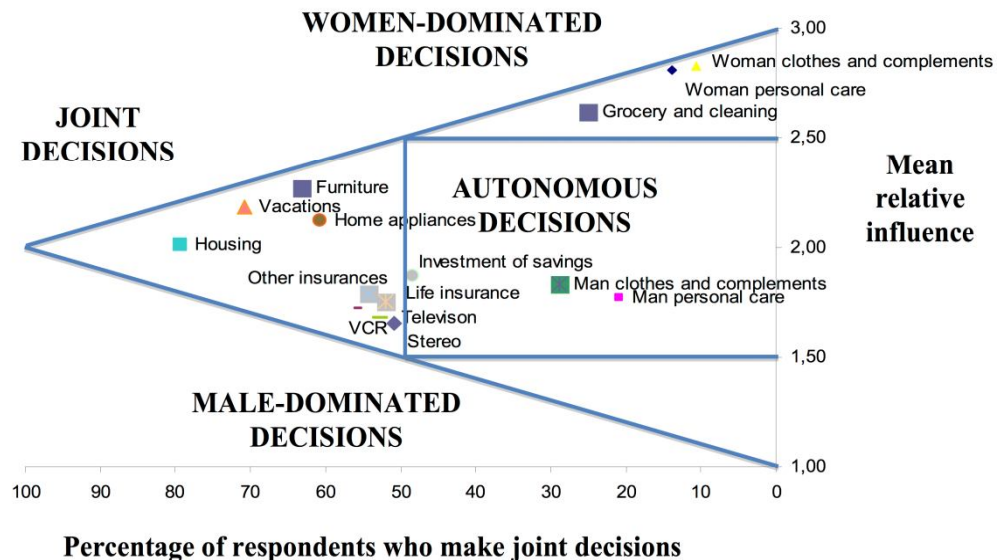 WOMEN-DOMINATED
DECISIONS
3,00
Woman clothes and complements
Woman personal care
Grocery and cleaning
JOINT
DECISIONS
2,50
Mean
relative
influence
Furniture
AUTONOMOUS
DECISIONS
Vacations
Home appliances
Housing
2,00
Investment of savings
Other insurances
Man clothes and complements
Life insurance
Man personal care
Televison
VCR
Stereo
1,50
MALE-DOMINATED
DECISIONS
1,00
100 90 80 70 60 50 40 30 20 10 0
Percentage of respondents who make joint decisions